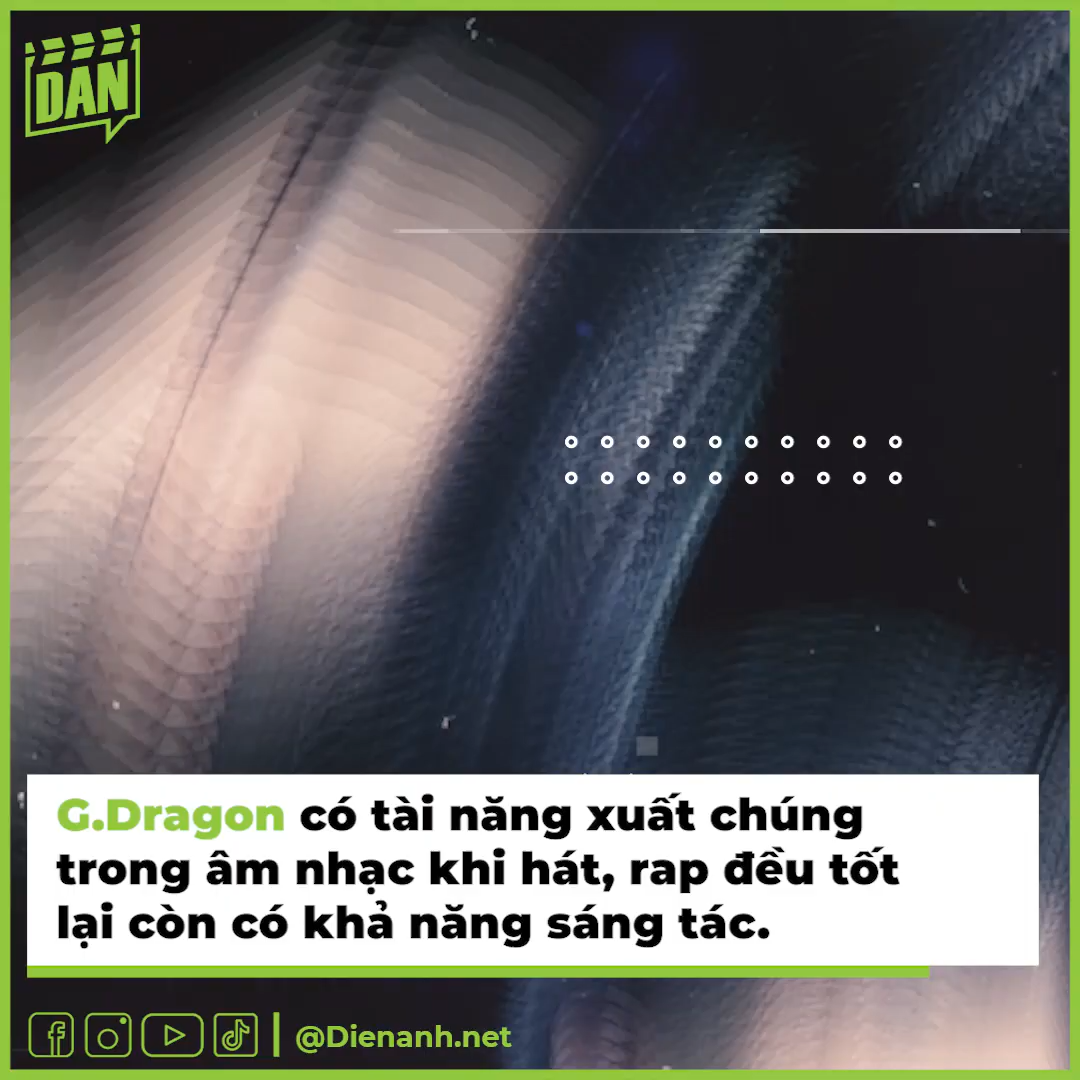 DAN
G.Dragon có tài năng xuất chúng
trong âm nhạc khi hát, rap đều tốt
lại còn có khả năng sáng tác.
@Dienanh.net